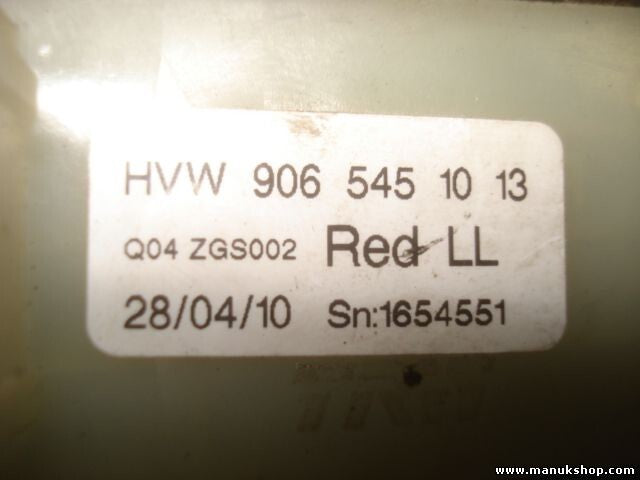 HVW 906 545 10 13
Q04 ZGS002 Red LL
28/04/10 Sn:1654551
www.manukshop.com